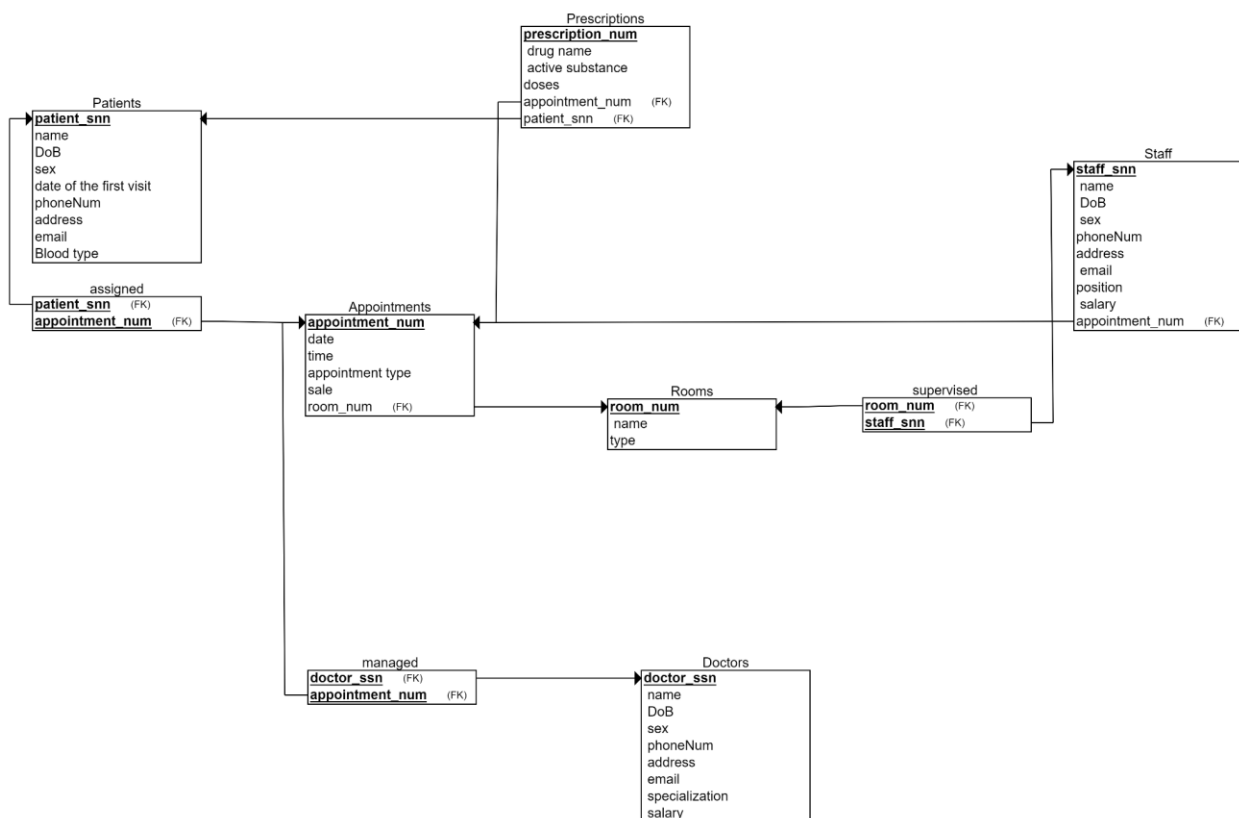 Prescriptions
prescription_num
drug name
active substance
doses
appointment_num (FK)
patient_snn (FK)
Patients
patient_snn
name
DoB
sex
date of the first visit
phoneNum
address
email
Blood type
Staff
staff_snn
name
DoB
sex
phoneNum
address
email
position
salary
appointment_num (FK)
assigned
patient_snn (FK)
appointment_num (FK)
Appointments
appointment_num
date
time
appointment type
sale
room_num (FK)
Rooms
room_num
name
type
supervised
room_num (FK)
staff_snn (FK)
managed
doctor_ssn (FK)
appointment_num (FK)
Doctors
doctor_ssn
name
DoB
sex
phoneNum
address
email
specialization
salary